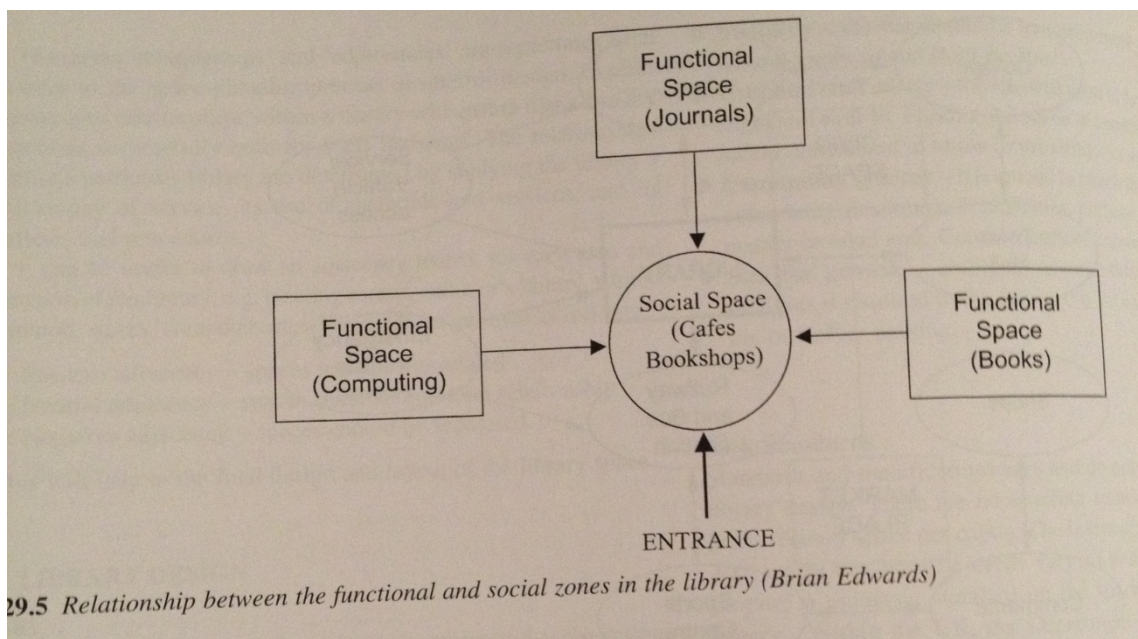 Functional
Space
(Journals)
Functional
Space
(Computing)
Social Space
(Cafes
Bookshops)
Functional
Space
(Books)
ENTRANCE
29.5 Relationship between the functional and social zones in the library (Brian Edwards)